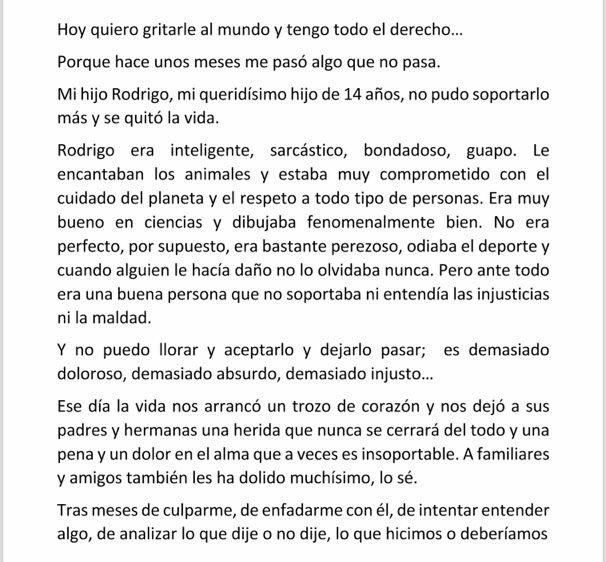 Hoy quiero gritarle al mundo y tengo todo el derecho...
Porque hace unos meses me pasó algo que no pasa.
Mi hijo Rodrigo, mi queridísimo hijo de 14 años, no pudo soportarlo
más y se quitó la vida.
Rodrigo era inteligente, sarcástico, bondadoso, guapo. Le
encantaban los animales y estaba muy comprometido con el
cuidado del planeta y el respeto a todo tipo de personas. Era muy
bueno en ciencias y dibujaba fenomenalmente bien. No era
perfecto, por supuesto, era bastante perezoso, odiaba el deporte y
cuando alguien le hacía daño no lo olvidaba nunca. Pero ante todo
era una buena persona que no soportaba ni entendía las injusticias
ni la maldad.
Y no puedo llorar y aceptarlo y dejarlo pasar; es demasiado
doloroso, demasiado absurdo, demasiado injusto...
Ese día la vida nos arrancó un trozo de corazón y nos dejó a sus
padres y hermanas una herida que nunca se cerrará del todo y una
pena y un dolor en el alma que a veces es insoportable. A familiares
y amigos también les ha dolido muchísimo, lo sé.
Tras meses de culparme, de enfadarme con él, de intentar entender
algo, de analizar lo que dije o no dije, lo que hicimos o deberíamos